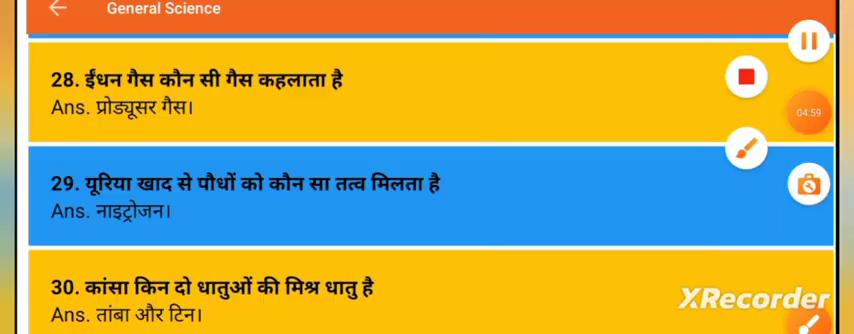 General Science
28. ईंधन गैस कौन सी गैस कहलाता है
Ans. प्रोड्यूसर गैस।
04:59
29. यूरिया खाद से पौधों को कौन सा तत्व मिलता है
Ans. नाइट्रोजन।
30. कांसा किन दो धातुओं की मिश्र धातु है
Ans. तांबा और टिन।
XRecorder